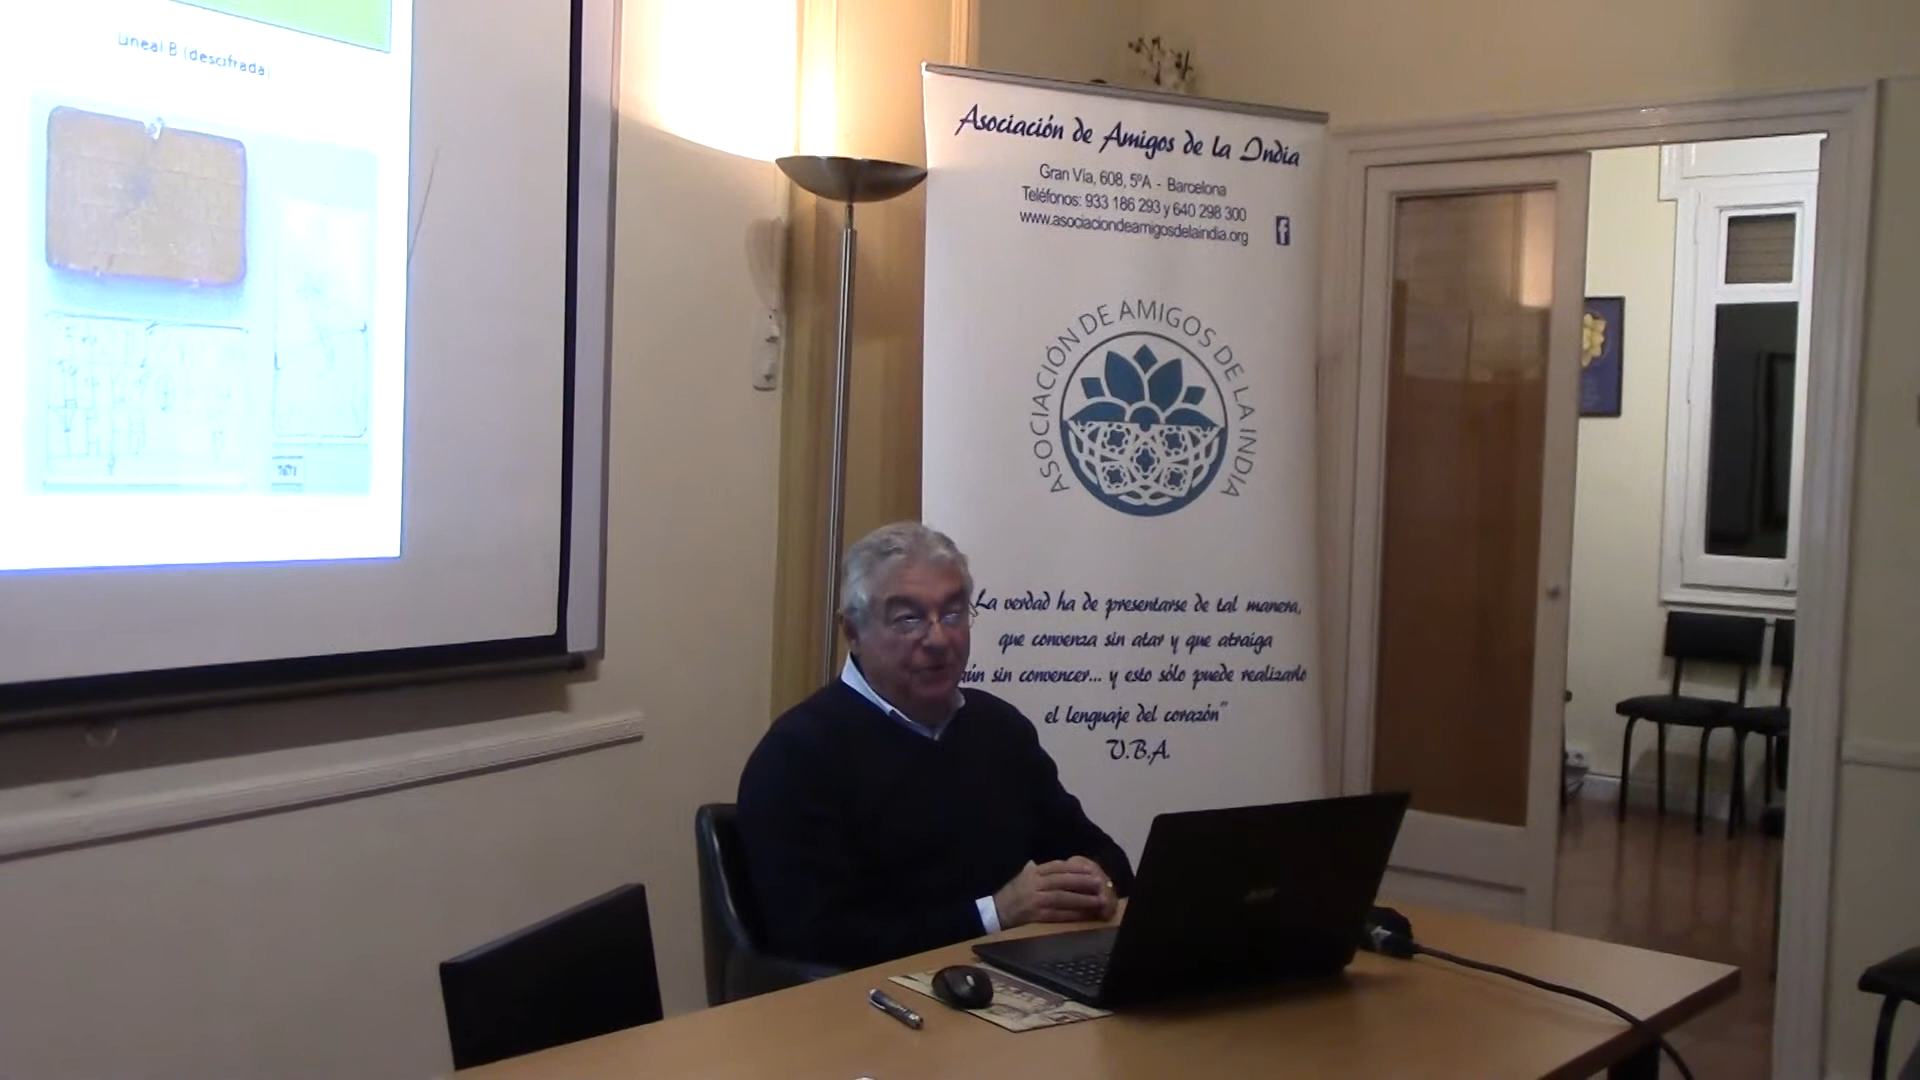 Lineal B (descifrada)
Asociación de Amigos de la India
Gran Vía, 608, 5ºA - Barcelona
Teléfonos: 933 186 293 y 640 298 300
www.asociaciondeamigosdelaindia.org
f
ASOCIACIÓN DE AMIGOS DE LA INDIA
La verdad ha de presentarse de tal manera,
que convenza sin atar y que atraiga
aún sin convencer... y esto sólo puede realizarlo
el lenguaje del corazón"
V.B.A.
acer